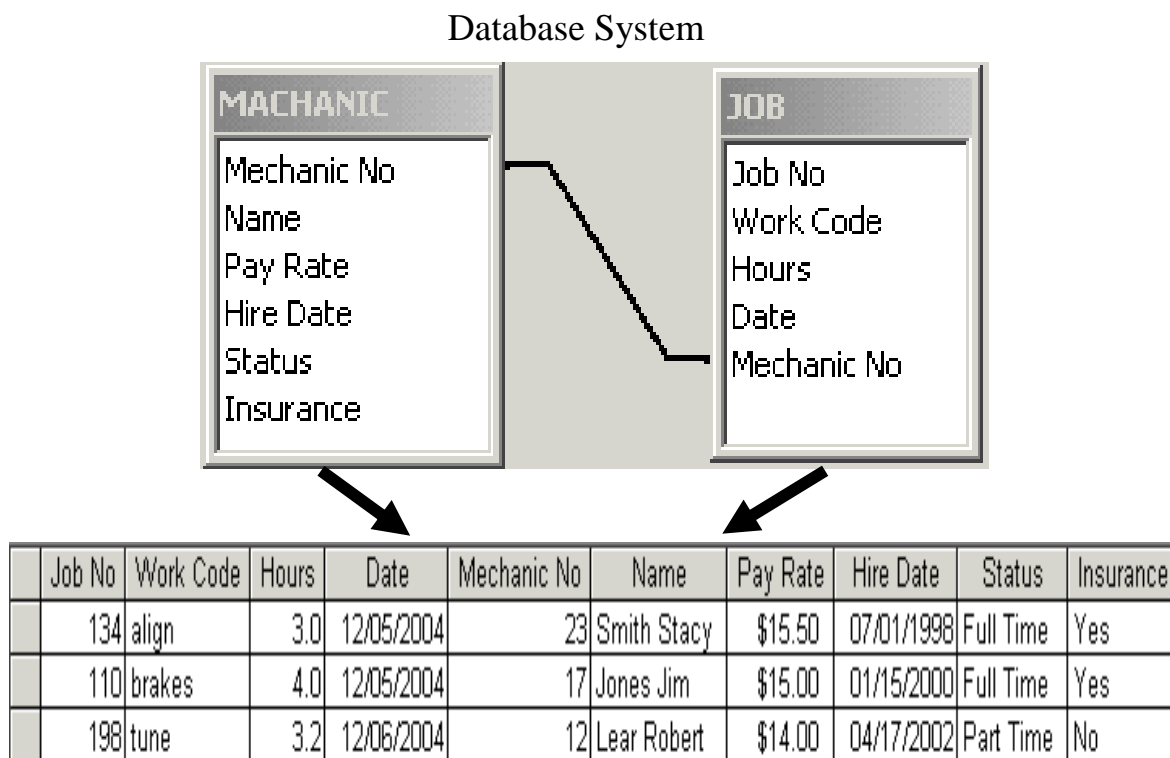 Database System
MACHANIC
Mechanic No
Name
Pay Rate
Hire Date
Status
Insurance
JOB
Job No
Work Code
Hours
Date
Mechanic No
Job No Work Code Hours Date Mechanic No Name Pay Rate Hire Date Status Insurance
134 align 3.0 12/05/2004 23 Smith Stacy $15.50 07/01/1998 Full Time Yes
110 brakes 4.0 12/05/2004 17 Jones Jim $15.00 01/15/2000 Full Time Yes
198 tune 3.2 12/06/2004 12 Lear Robert $14.00 04/17/2002 Part Time No